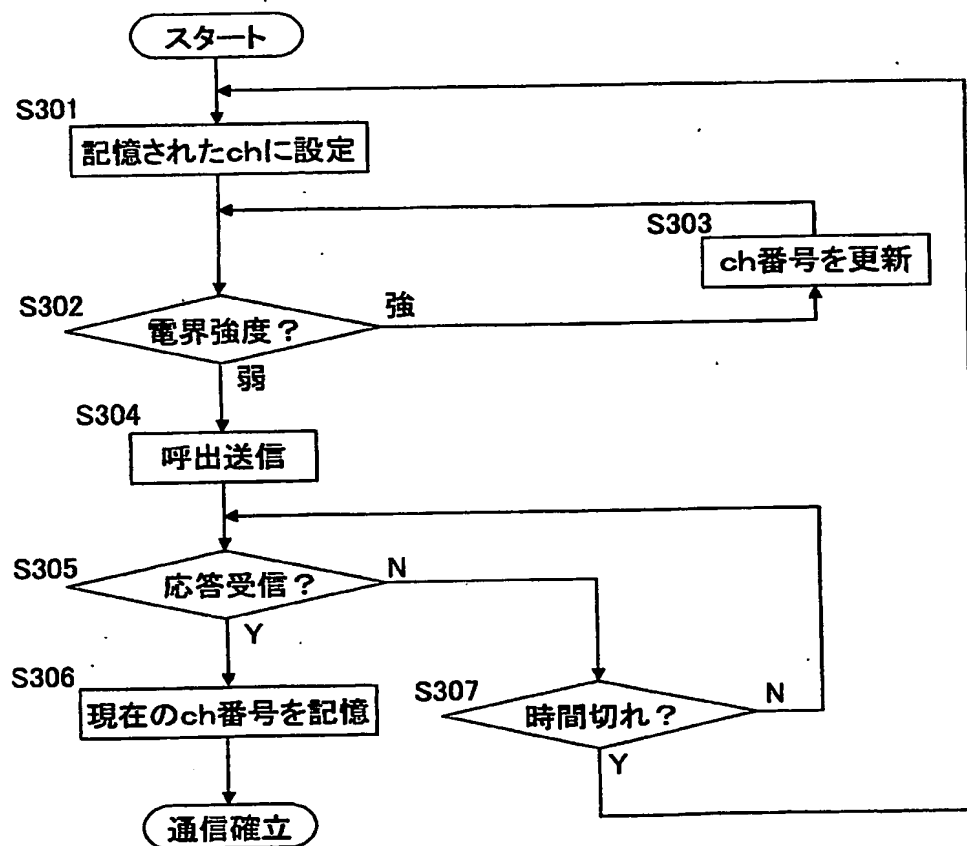 スタート
S301
記憶されたchに設定
S303
ch番号を更新
S302
電界強度？
強
弱
S304
呼出送信
S305
応答受信？
N
Y
S306
現在のch番号を記憶
S307
時間切れ？
N
Y
通信確立